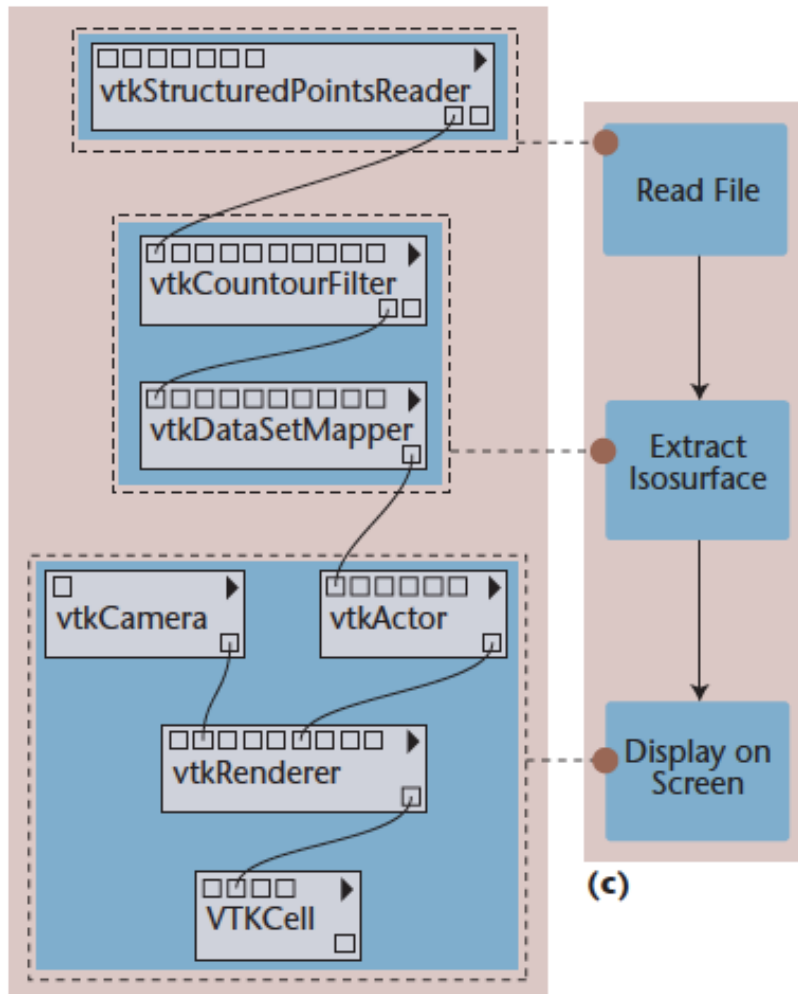 vtkStructuredPointsReader
Read File
vtkCountourFilter
vtkDataSetMapper
Extract
Isosurface
vtkCamera
vtkActor
vtkRenderer
Display on
Screen
VTKCell
(c)